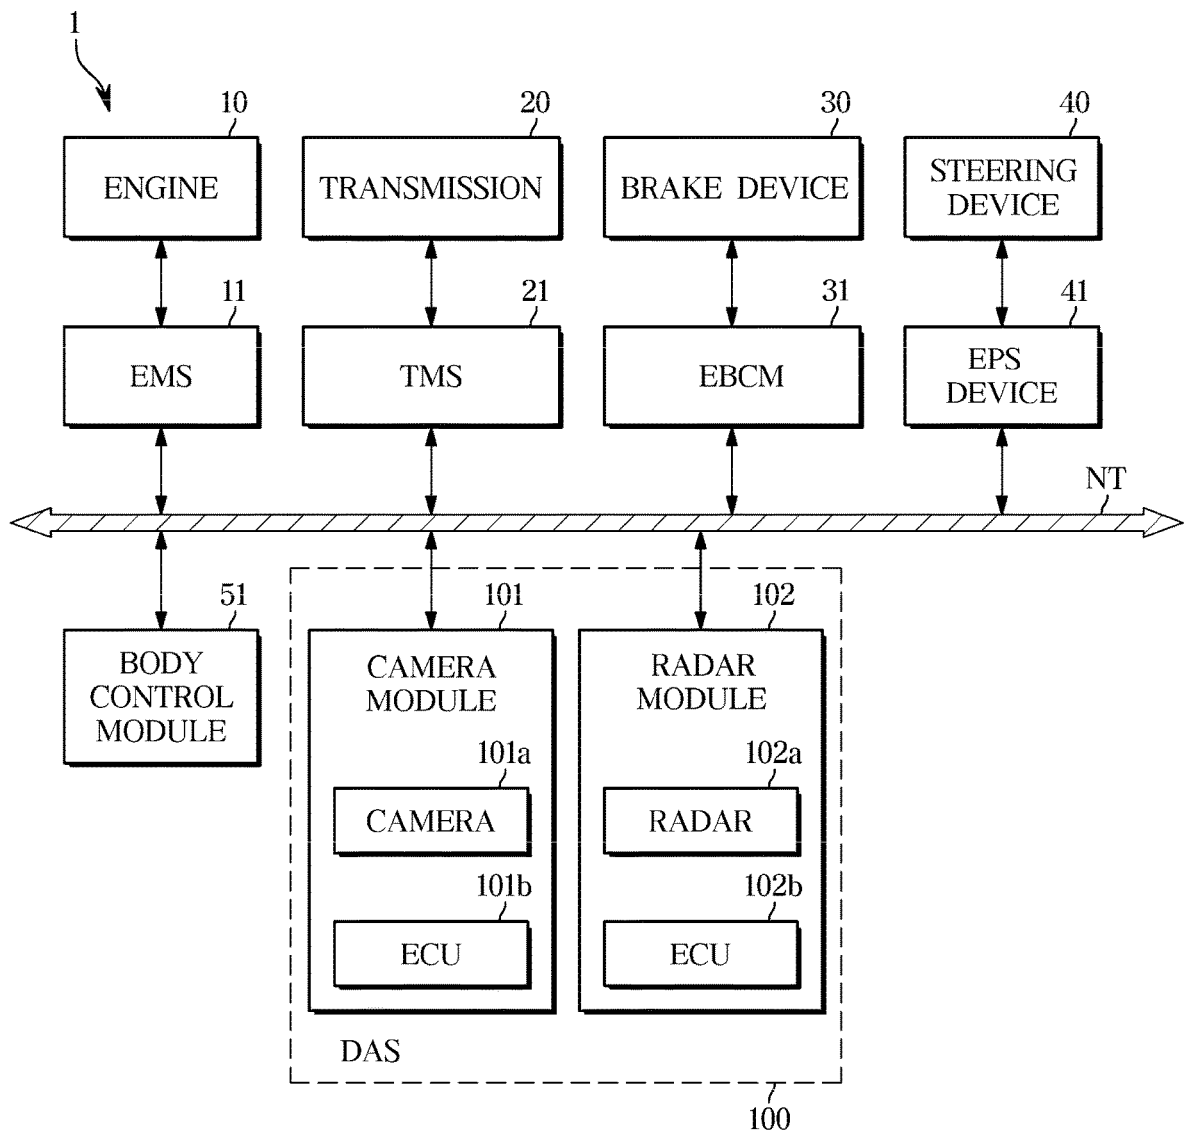 1
10
20
30
40
ENGINE
TRANSMISSION
BRAKE DEVICE
STEERING
DEVICE
11
21
31
41
EMS
TMS
EBCM
EPS
DEVICE
NT
51
101
102
BODY
CONTROL
MODULE
CAMERA
MODULE
RADAR
MODULE
101a
102a
CAMERA
RADAR
101b
102b
ECU
ECU
DAS
100